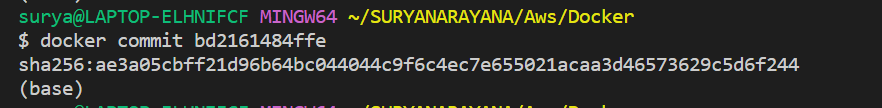 surya@LAPTOP-ELHNIFCF MINGW64 ~/SURYANARAYANA/Aws/Docker
$ docker commit bd2161484ffe
sha256:ae3a05cbff21d96b64bc044044c9f6c4ec7e655021acaa3d46573629c5d6f244
(base)